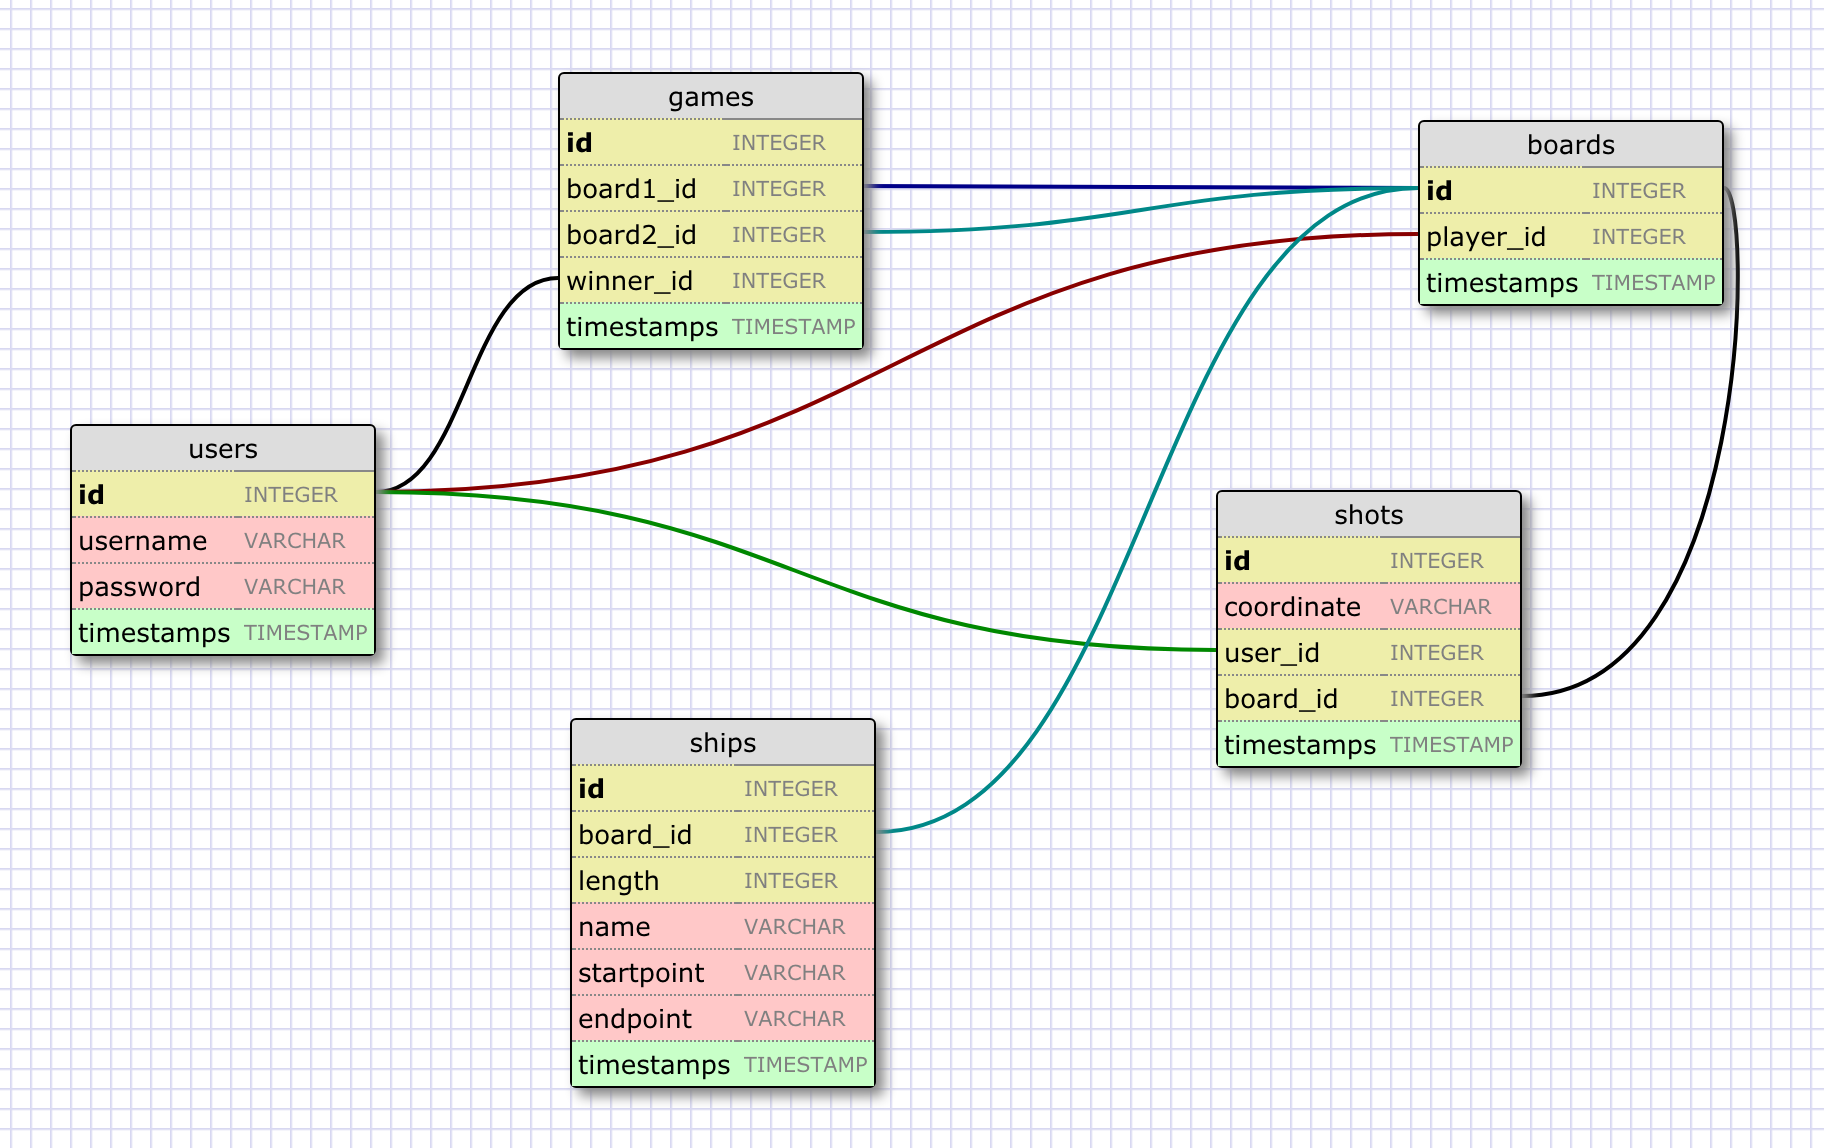 games
id INTEGER
board1_id INTEGER
board2_id INTEGER
winner_id INTEGER
timestamps TIMESTAMP
boards
id INTEGER
player_id INTEGER
timestamps TIMESTAMP
users
id INTEGER
username VARCHAR
password VARCHAR
timestamps TIMESTAMP
shots
id INTEGER
coordinate VARCHAR
user_id INTEGER
board_id INTEGER
timestamps TIMESTAMP
ships
id INTEGER
board_id INTEGER
length INTEGER
name VARCHAR
startpoint VARCHAR
endpoint VARCHAR
timestamps TIMESTAMP